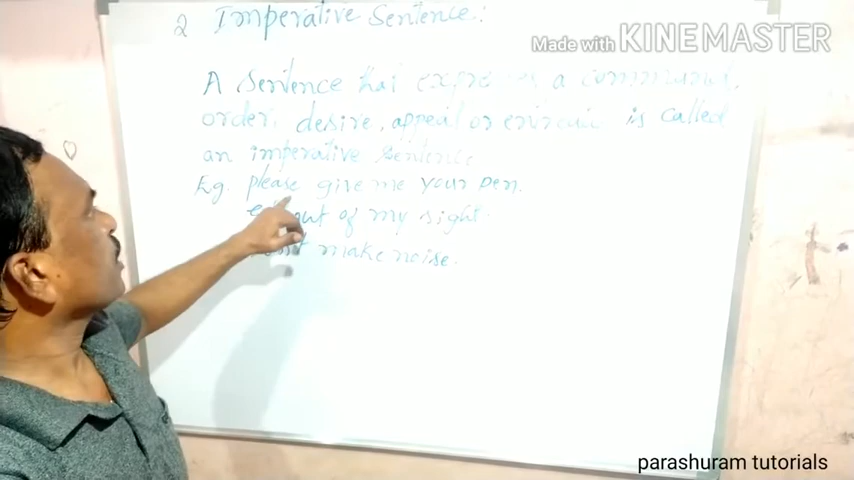 2 Imperative Sentence:
Made with KINEMASTER
A Sentence that expresses a command,
order, desire, appeal or entreaty is called
an imperative sentence
Eg. please give me your pen.
out of my sight.
make noise.
parashuram tutorials